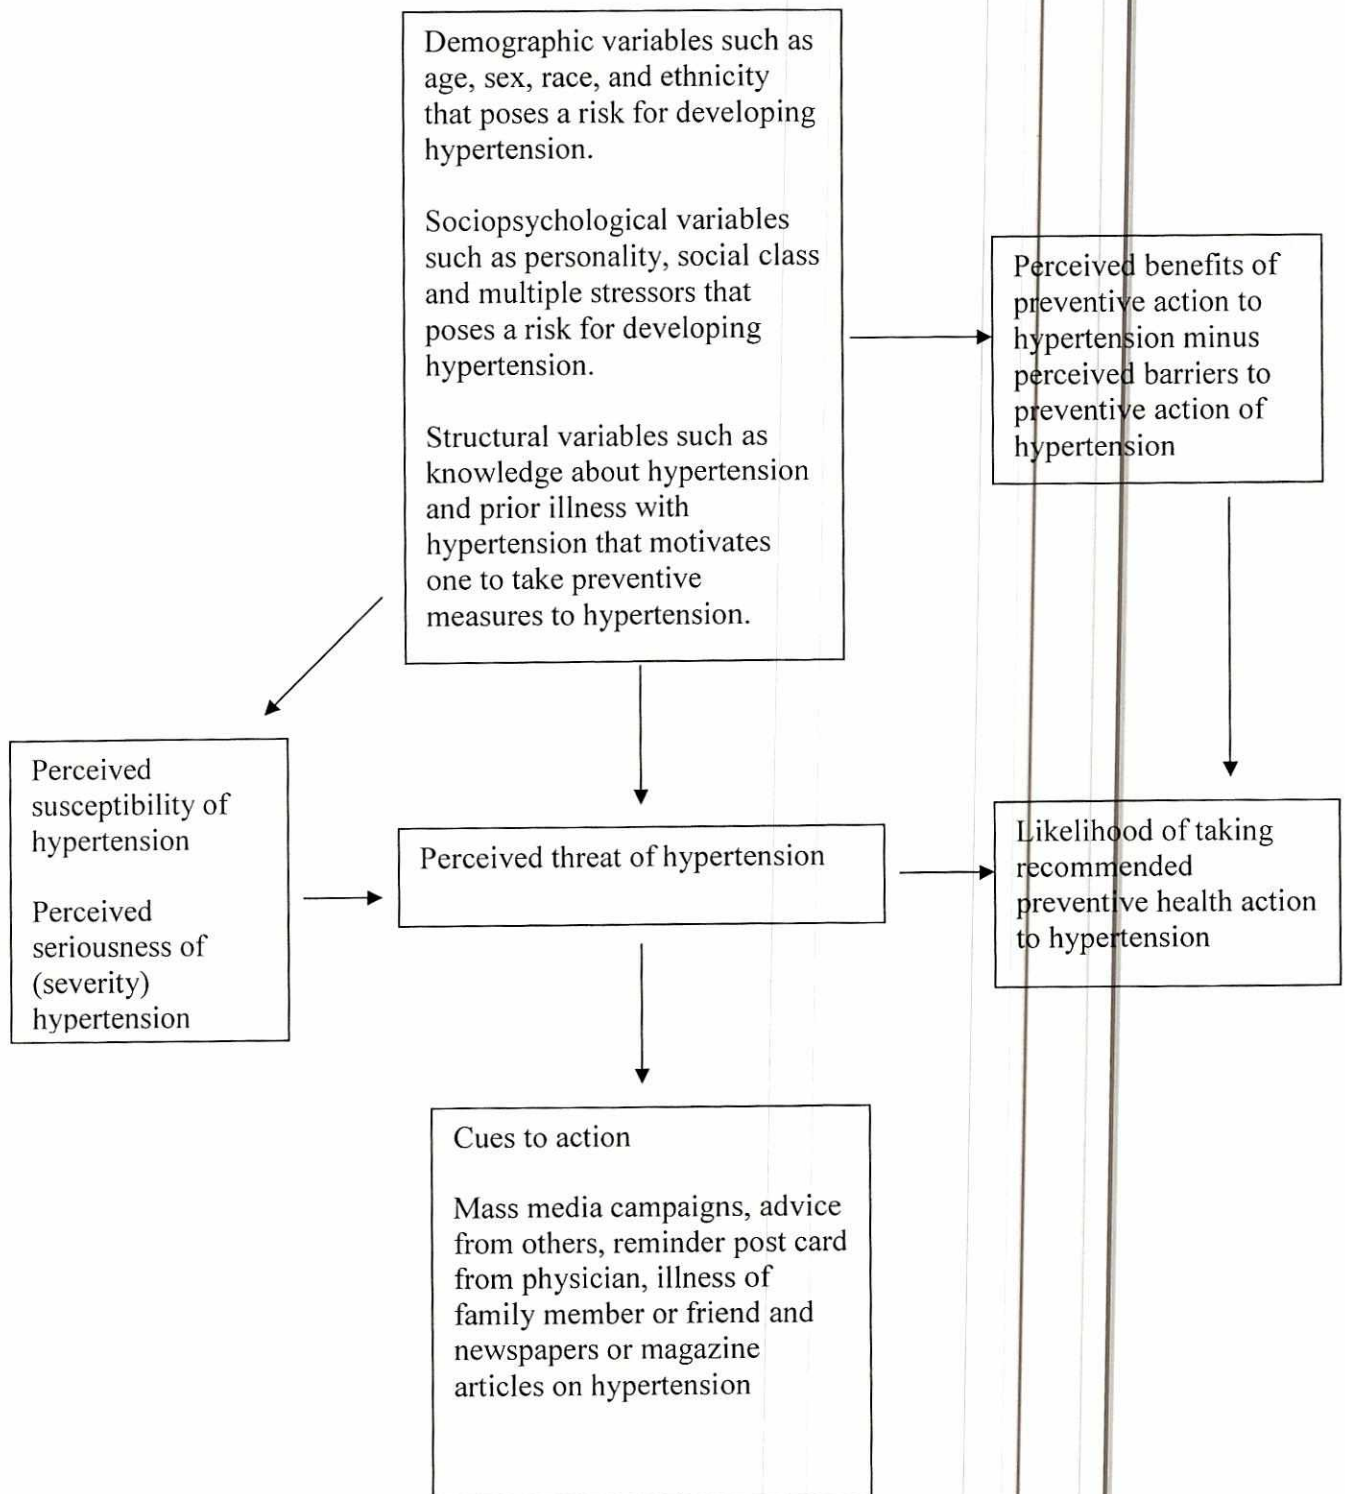 Demographic variables such as
age, sex, race, and ethnicity
that poses a risk for developing
hypertension.
Sociopsychological variables
such as personality, social class
and multiple stressors that
poses a risk for developing
hypertension.
Structural variables such as
knowledge about hypertension
and prior illness with
hypertension that motivates
one to take preventive
measures to hypertension.
Perceived benefits of
preventive action to
hypertension minus
perceived barriers to
preventive action of
hypertension
Perceived
susceptibility of
hypertension
Perceived
seriousness of
(severity)
hypertension
Perceived threat of hypertension
Likelihood of taking
recommended
preventive health action
to hypertension
Cues to action
Mass media campaigns, advice
from others, reminder post card
from physician, illness of
family member or friend and
newspapers or magazine
articles on hypertension